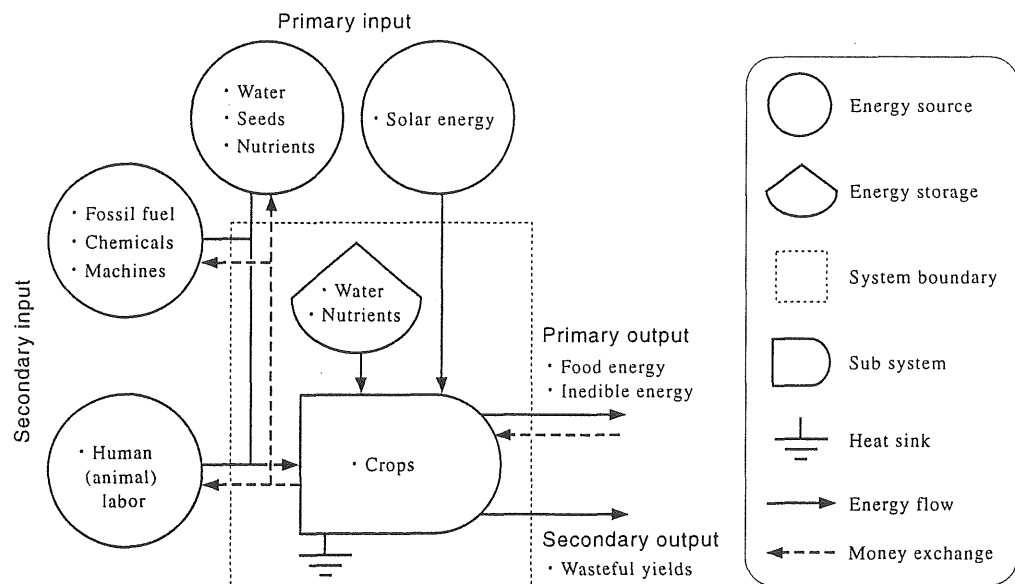 Primary input
· Water
· Seeds
· Nutrients
· Solar energy
· Fossil fuel
· Chemicals
· Machines
Secondary input
· Water
· Nutrients
Primary output
· Food energy
· Inedible energy
· Human
(animal)
labor
· Crops
Secondary output
· Wasteful yields
Energy source
Energy storage
System boundary
Sub system
Heat sink
Energy flow
Money exchange